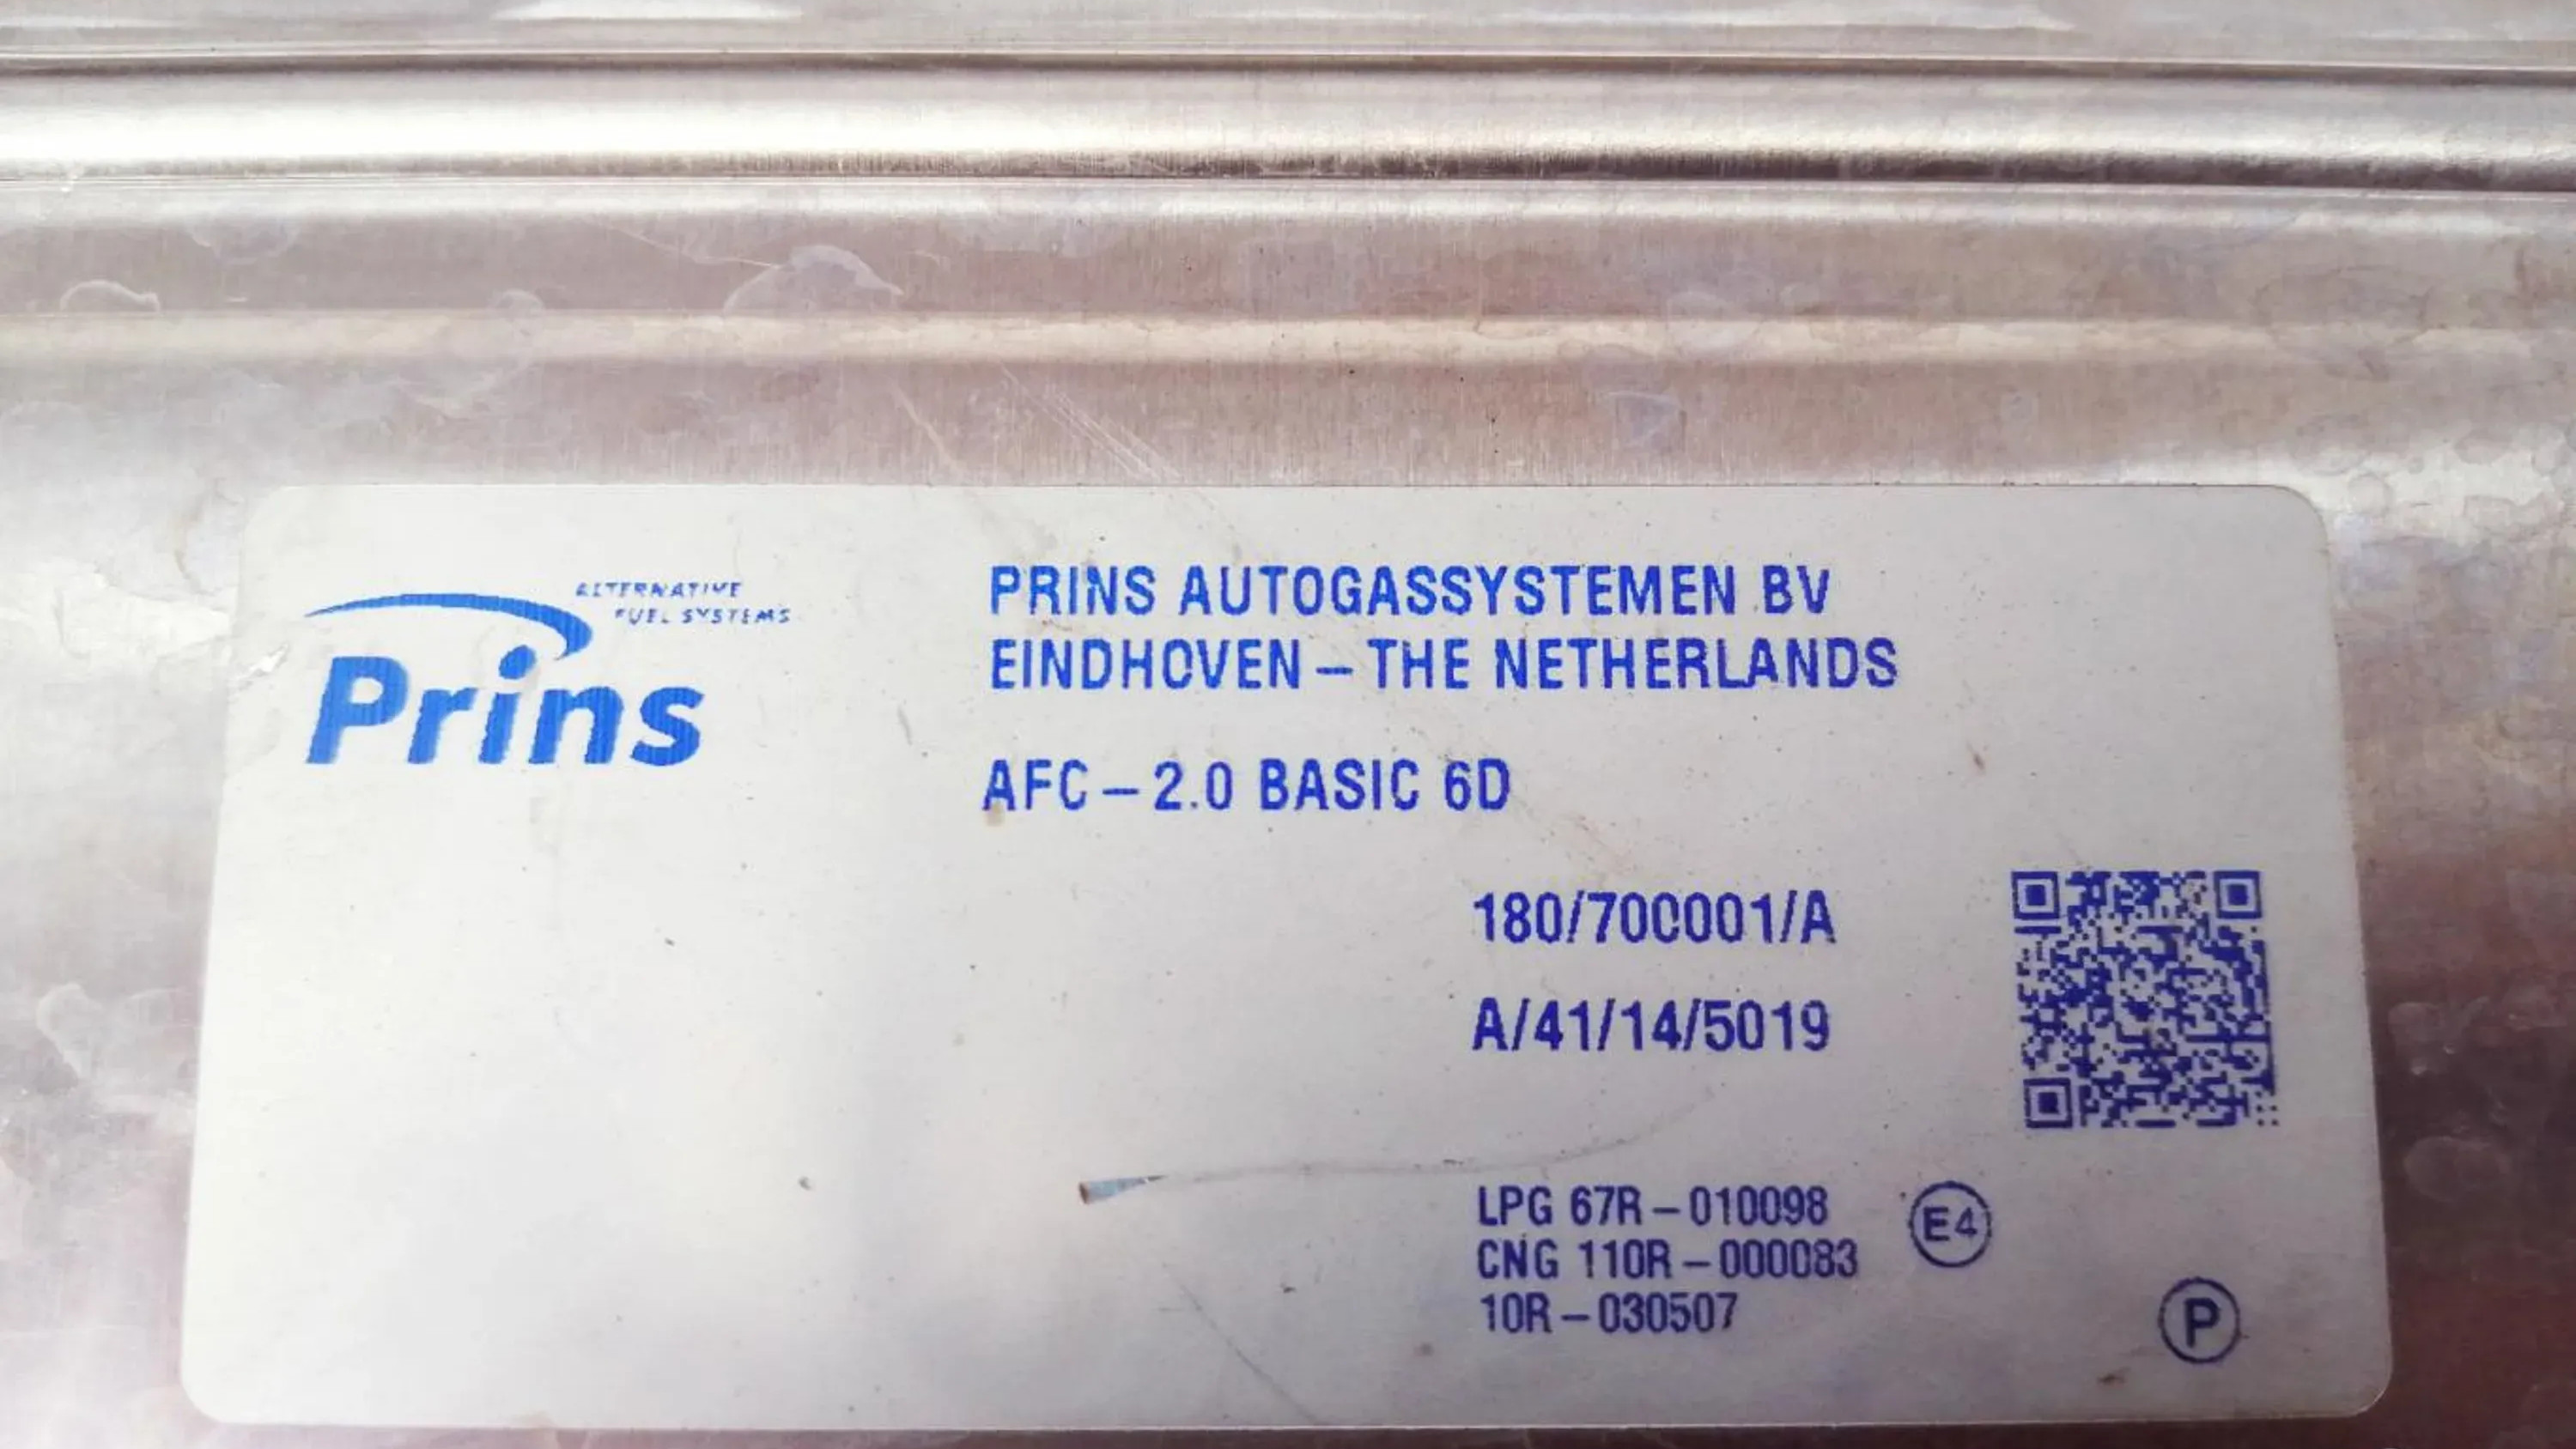 ALTERNATIVE
FUEL SYSTEMS
Prins
PRINS AUTOGASSYSTEMEN BV
EINDHOVEN – THE NETHERLANDS
AFC – 2.0 BASIC 6D
180/700001/A
A/41/14/5019
LPG 67R – 010098
CNG 110R – 000083
10R – 030507
E4
P